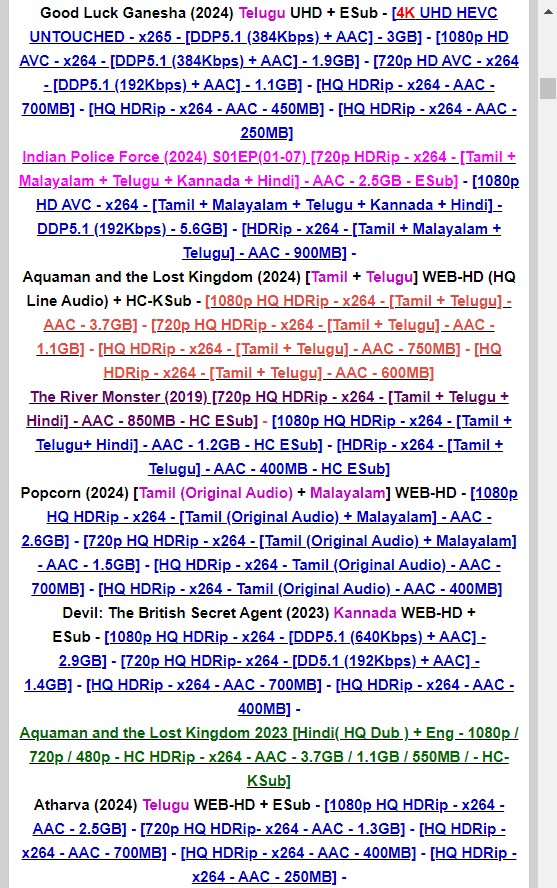 Good Luck Ganesha (2024) Telugu UHD + ESub - [4K UHD HEVC
UNTOUCHED - x265 - [DDP5.1 (384Kbps) + AAC] - 3GB] - [1080p HD
AVC - x264 - [DDP5.1 (384Kbps) + AAC] - 1.9GB] - [720p HD AVC - x264
- [DDP5.1 (192Kbps) + AAC] - 1.1GB] - [HQ HDRip - x264 - AAC -
700MB] - [HQ HDRip - x264 - AAC - 450MB] - [HQ HDRip - x264 - AAC -
250MB]
Indian Police Force (2024) S01EP(01-07) [720p HDRip - x264 - [Tamil +
Malayalam + Telugu + Kannada + Hindi] - AAC - 2.5GB - ESub] - [1080p
HD AVC - x264 - [Tamil + Malayalam + Telugu + Kannada + Hindi] -
DDP5.1 (192Kbps) - 5.6GB] - [HDRip - x264 - [Tamil + Malayalam +
Telugu] - AAC - 900MB] -
Aquaman and the Lost Kingdom (2024) [Tamil + Telugu] WEB-HD (HQ
Line Audio) + HC-KSub - [1080p HQ HDRip - x264 - [Tamil + Telugu] -
AAC - 3.7GB] - [720p HQ HDRip - x264 - [Tamil + Telugu] - AAC -
1.1GB] - [HQ HDRip - x264 - [Tamil + Telugu] - AAC - 750MB] - [HQ
HDRip - x264 - [Tamil + Telugu] - AAC - 600MB]
The River Monster (2019) [720p HQ HDRip - x264 - [Tamil + Telugu +
Hindi] - AAC - 850MB - HC ESub] - [1080p HQ HDRip - x264 - [Tamil +
Telugu+ Hindi] - AAC - 1.2GB - HC ESub] - [HDRip - x264 - [Tamil +
Telugu] - AAC - 400MB - HC ESub]
Popcorn (2024) [Tamil (Original Audio) + Malayalam] WEB-HD - [1080p
HQ HDRip - x264 - [Tamil (Original Audio) + Malayalam] - AAC -
2.6GB] - [720p HQ HDRip - x264 - [Tamil (Original Audio) + Malayalam]
- AAC - 1.5GB] - [HQ HDRip - x264 - Tamil (Original Audio) - AAC -
700MB] - [HQ HDRip - x264 - Tamil (Original Audio) - AAC - 400MB]
Devil: The British Secret Agent (2023) Kannada WEB-HD +
ESub - [1080p HQ HDRip - x264 - [DDP5.1 (640Kbps) + AAC] -
2.9GB] - [720p HQ HDRip- x264 - [DD5.1 (192Kbps) + AAC] -
1.4GB] - [HQ HDRip - x264 - AAC - 700MB] - [HQ HDRip - x264 - AAC -
400MB] -
Aquaman and the Lost Kingdom 2023 [Hindi( HQ Dub ) + Eng - 1080p /
720p / 480p - HC HDRip - x264 - AAC - 3.7GB / 1.1GB / 550MB / - HC-
KSub]
Atharva (2024) Telugu WEB-HD + ESub - [1080p HQ HDRip - x264 -
AAC - 2.5GB] - [720p HQ HDRip- x264 - AAC - 1.3GB] - [HQ HDRip -
x264 - AAC - 700MB] - [HQ HDRip - x264 - AAC - 400MB] - [HQ HDRip -
x264 - AAC - 250MB] -